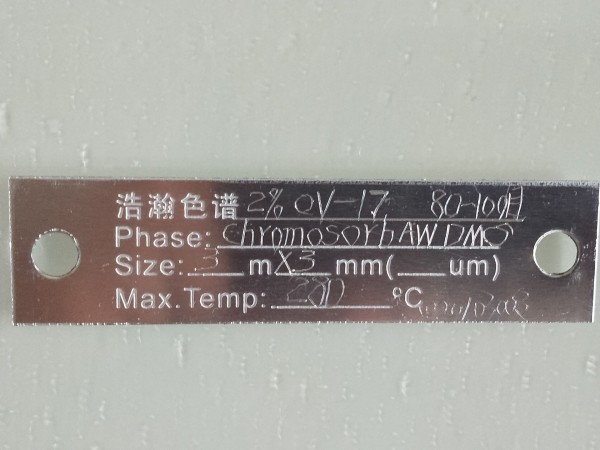 浩瀚色谱 2% OV-17 80-100目
Phase: Chromosorb AW DMCS
Size: 3 m X 3 mm( um)
Max.Temp: 280 °C